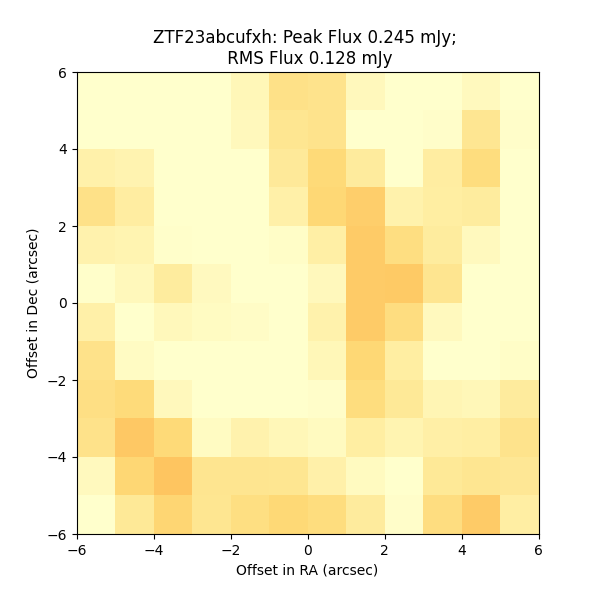 ZTF23abcufxh: Peak Flux 0.245 mJy;
RMS Flux 0.128 mJy
6
4
2
0
−2
−4
−6
Offset in Dec (arcsec)
−6 −4 −2 0 2 4 6
Offset in RA (arcsec)